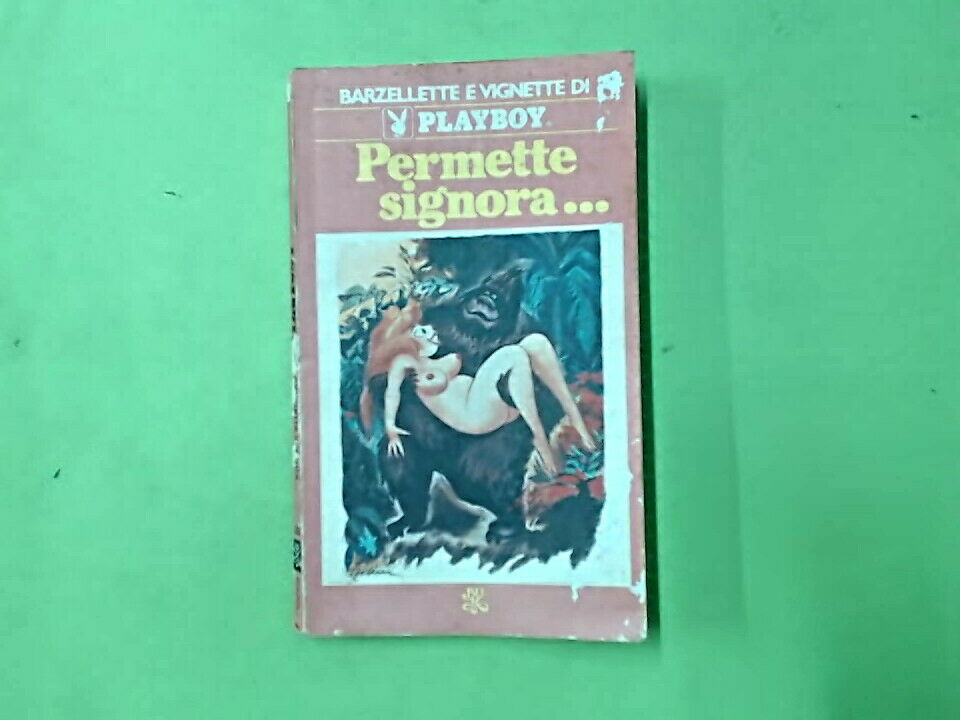 BARZELLETTE E VIGNETTE DI
PLAYBOY®
Permette
signora...